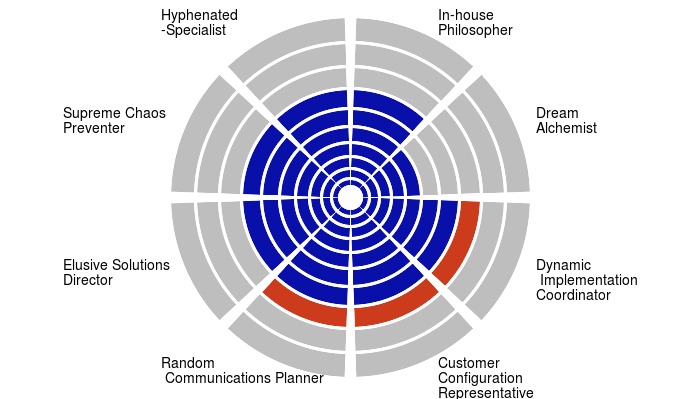 Hyphenated
-Specialist
In-house
Philosopher
Supreme Chaos
Preventer
Dream
Alchemist
Elusive Solutions
Director
Dynamic
Implementation
Coordinator
Random
Communications Planner
Customer
Configuration
Representative